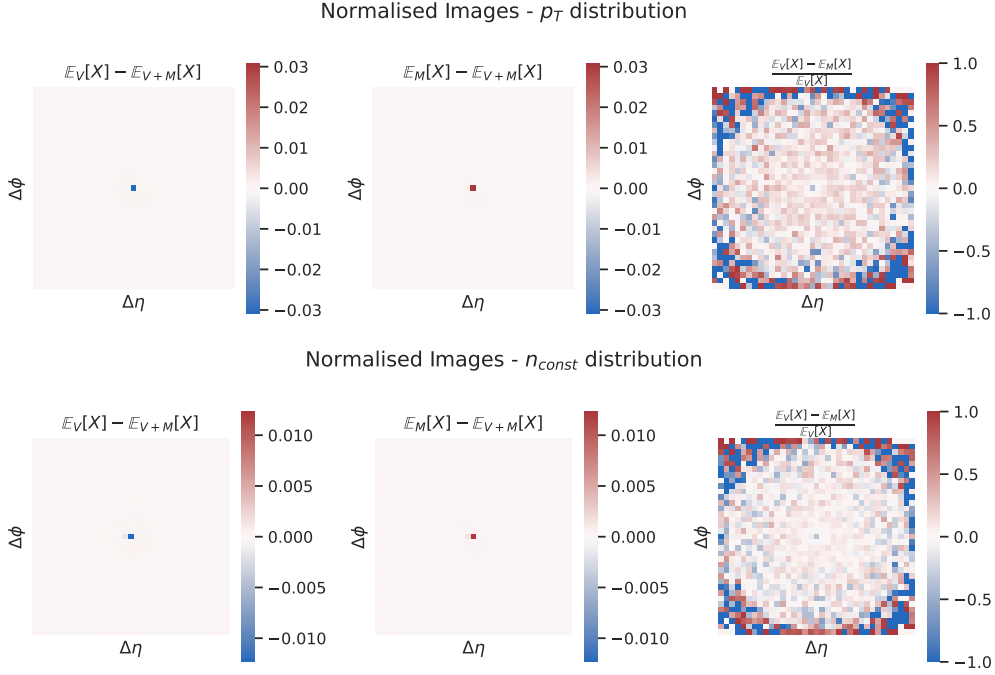 Normalised Images - p_T distribution
𝔼_V[X] − 𝔼_{V+M}[X]
0.03
0.02
0.01
0.00
−0.01
−0.02
−0.03
Δϕ
Δη
𝔼_M[X] − 𝔼_{V+M}[X]
0.03
0.02
0.01
0.00
−0.01
−0.02
−0.03
Δϕ
Δη
𝔼_V[X] − 𝔼_M[X]
𝔼_V[X]
1.0
0.5
0.0
−0.5
−1.0
Δϕ
Δη
Normalised Images - n_{const} distribution
𝔼_V[X] − 𝔼_{V+M}[X]
0.010
0.005
0.000
−0.005
−0.010
Δϕ
Δη
𝔼_M[X] − 𝔼_{V+M}[X]
0.010
0.005
0.000
−0.005
−0.010
Δϕ
Δη
𝔼_V[X] − 𝔼_M[X]
𝔼_V[X]
1.0
0.5
0.0
−0.5
−1.0
Δϕ
Δη